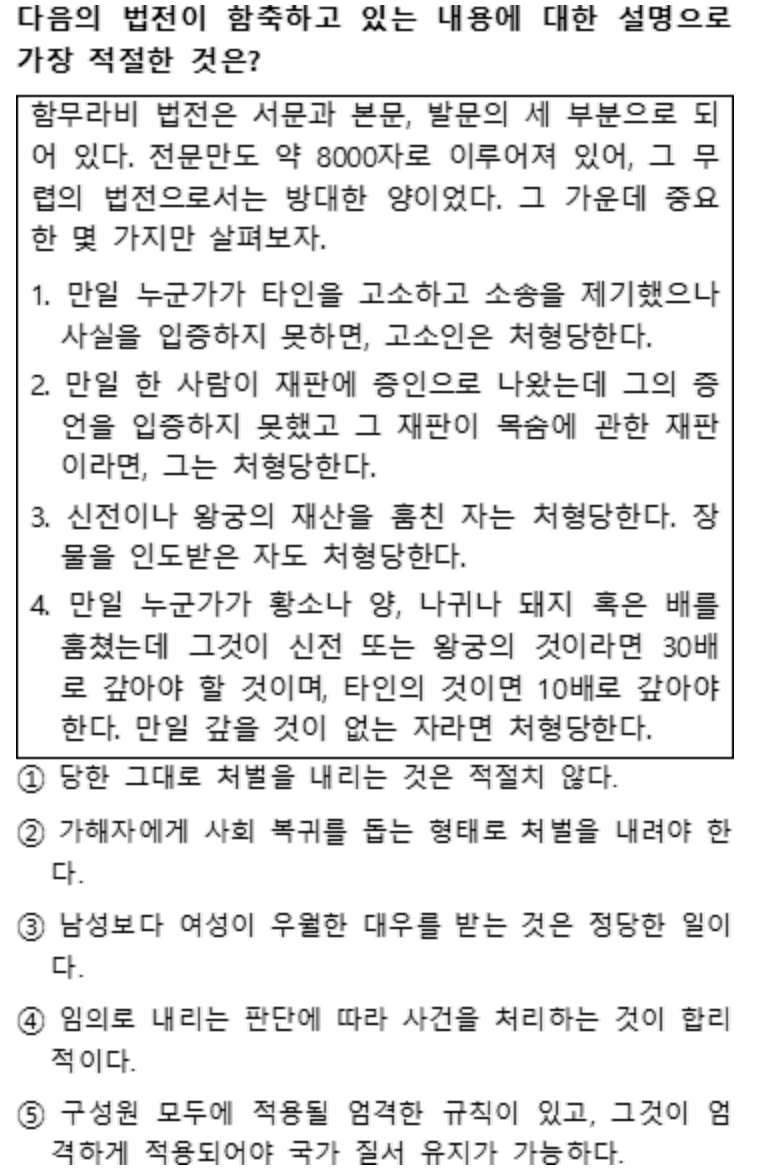 다음의 법전이 함축하고 있는 내용에 대한 설명으로
가장 적절한 것은?
함무라비 법전은 서문과 본문, 발문의 세 부분으로 되
어 있다. 전문만도 약 8000자로 이루어져 있어, 그 무
렵의 법전으로서는 방대한 양이었다. 그 가운데 중요
한 몇 가지만 살펴보자.
1. 만일 누군가가 타인을 고소하고 소송을 제기했으나
사실을 입증하지 못하면, 고소인은 처형당한다.
2. 만일 한 사람이 재판에 증인으로 나왔는데 그의 증
언을 입증하지 못했고 그 재판이 목숨에 관한 재판
이라면, 그는 처형당한다.
3. 신전이나 왕궁의 재산을 훔친 자는 처형당한다. 장
물을 인도받은 자도 처형당한다.
4. 만일 누군가가 황소나 양, 나귀나 돼지 혹은 배를
훔쳤는데 그것이 신전 또는 왕궁의 것이라면 30배
로 갚아야 할 것이며, 타인의 것이면 10배로 갚아야
한다. 만일 갚을 것이 없는 자라면 처형당한다.
① 당한 그대로 처벌을 내리는 것은 적절치 않다.
② 가해자에게 사회 복귀를 돕는 형태로 처벌을 내려야 한
다.
③ 남성보다 여성이 우월한 대우를 받는 것은 정당한 일이
다.
④ 임의로 내리는 판단에 따라 사건을 처리하는 것이 합리
적이다.
⑤ 구성원 모두에 적용될 엄격한 규칙이 있고, 그것이 엄
격하게 적용되어야 국가 질서 유지가 가능하다.